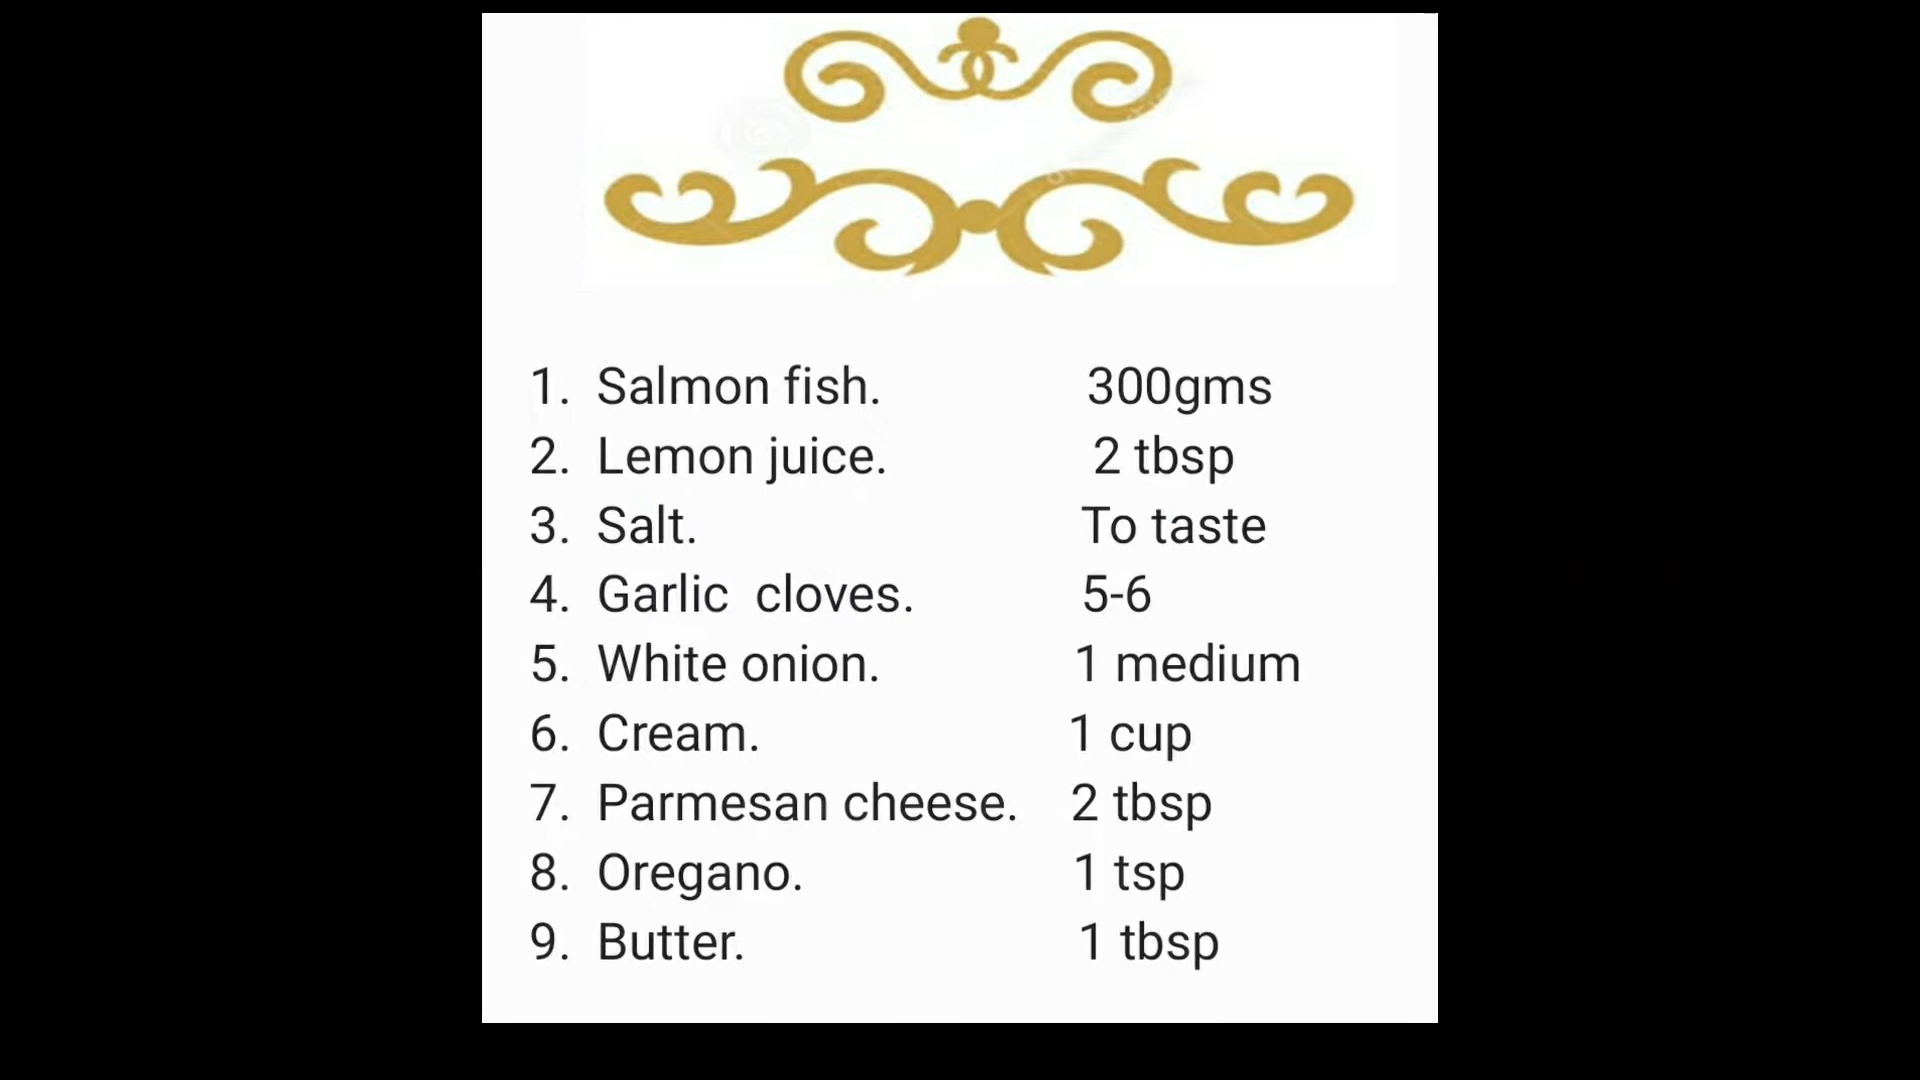 1. Salmon fish. 300gms
2. Lemon juice. 2 tbsp
3. Salt. To taste
4. Garlic cloves. 5-6
5. White onion. 1 medium
6. Cream. 1 cup
7. Parmesan cheese. 2 tbsp
8. Oregano. 1 tsp
9. Butter. 1 tbsp